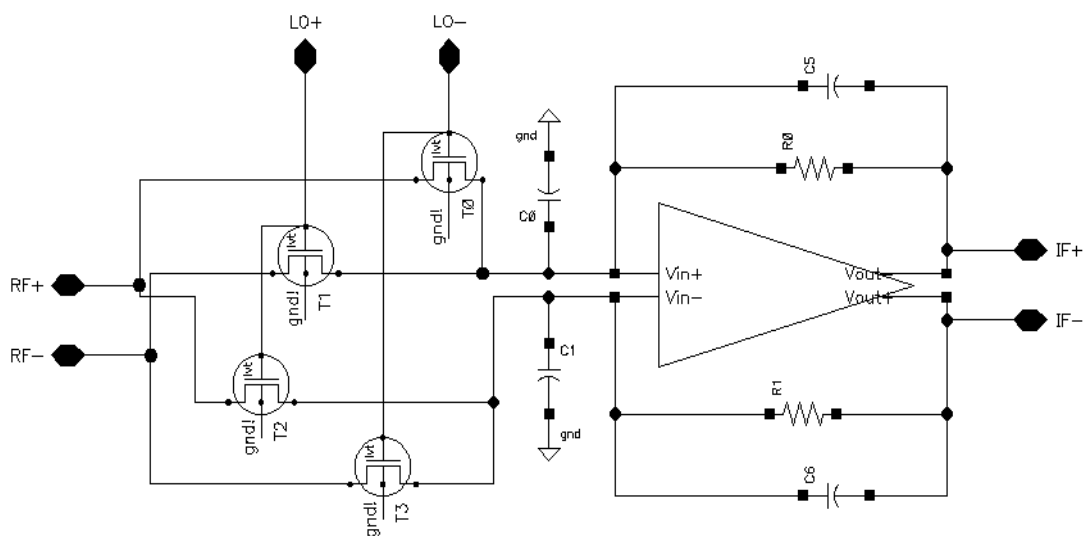 LO+
LO-
C5
gnd
R0
lvt
T0
gnd!
C0
lvt
T1
gnd!
RF+
RF-
Vin+
Vin-
Vout-
Vout+
IF+
IF-
C1
gnd
lvt
T2
gnd!
R1
lvt
T3
gnd!
C6